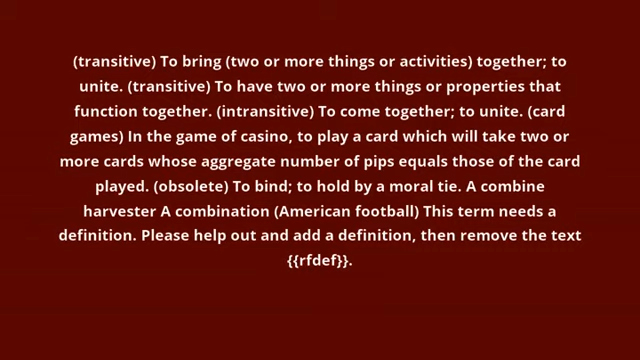 (transitive) To bring (two or more things or activities) together; to
unite. (transitive) To have two or more things or properties that
function together. (intransitive) To come together; to unite. (card
games) In the game of casino, to play a card which will take two or
more cards whose aggregate number of pips equals those of the card
played. (obsolete) To bind; to hold by a moral tie. A combine
harvester A combination (American football) This term needs a
definition. Please help out and add a definition, then remove the text
{{rfdef}}.